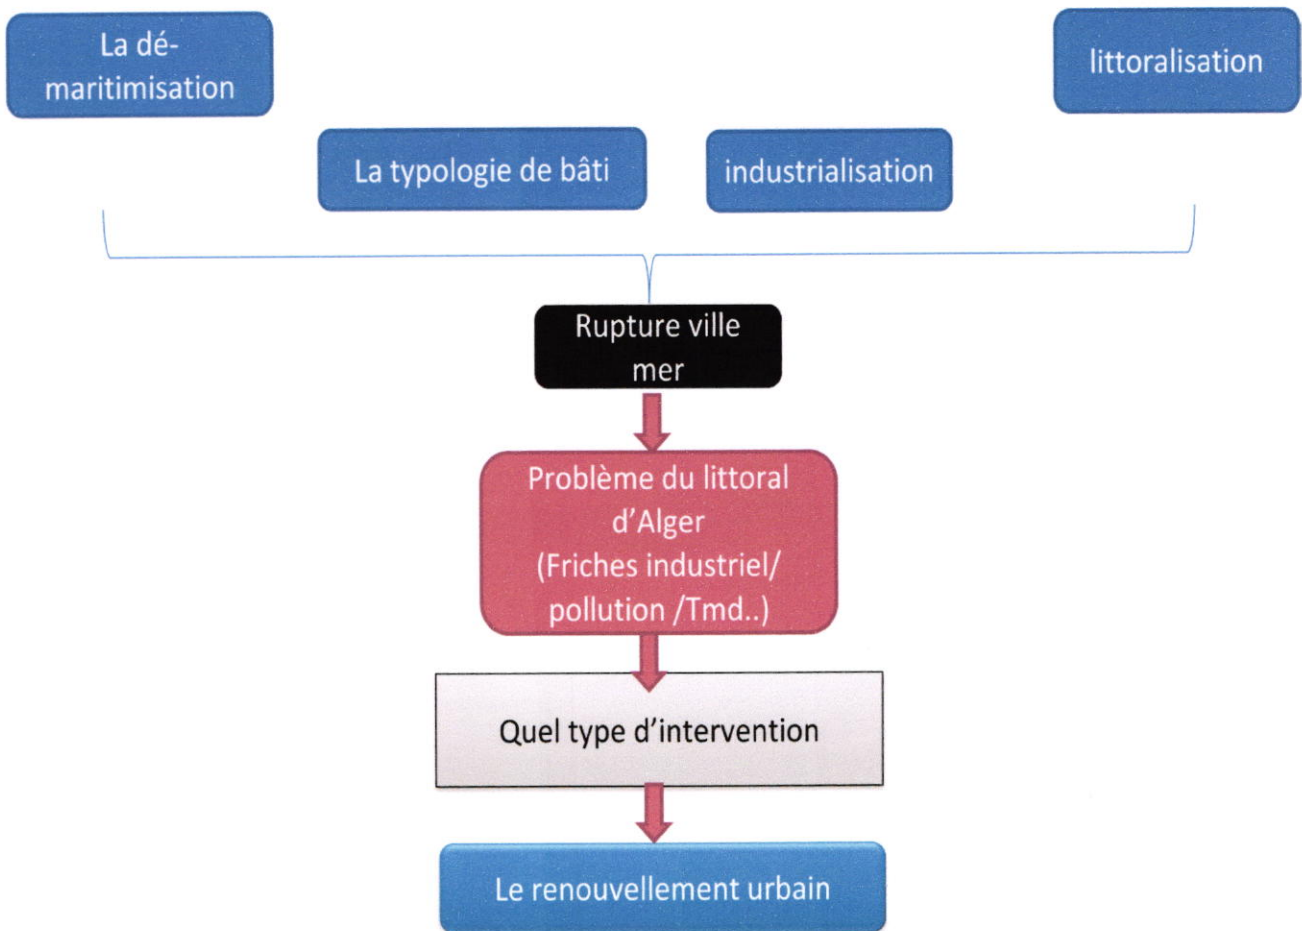 La dé-
maritimisation
littoralisation
La typologie de bâti
industrialisation
Rupture ville
mer
Problème du littoral
d’Alger
(Friches industriel/
pollution /Tmd..)
Quel type d’intervention
Le renouvellement urbain